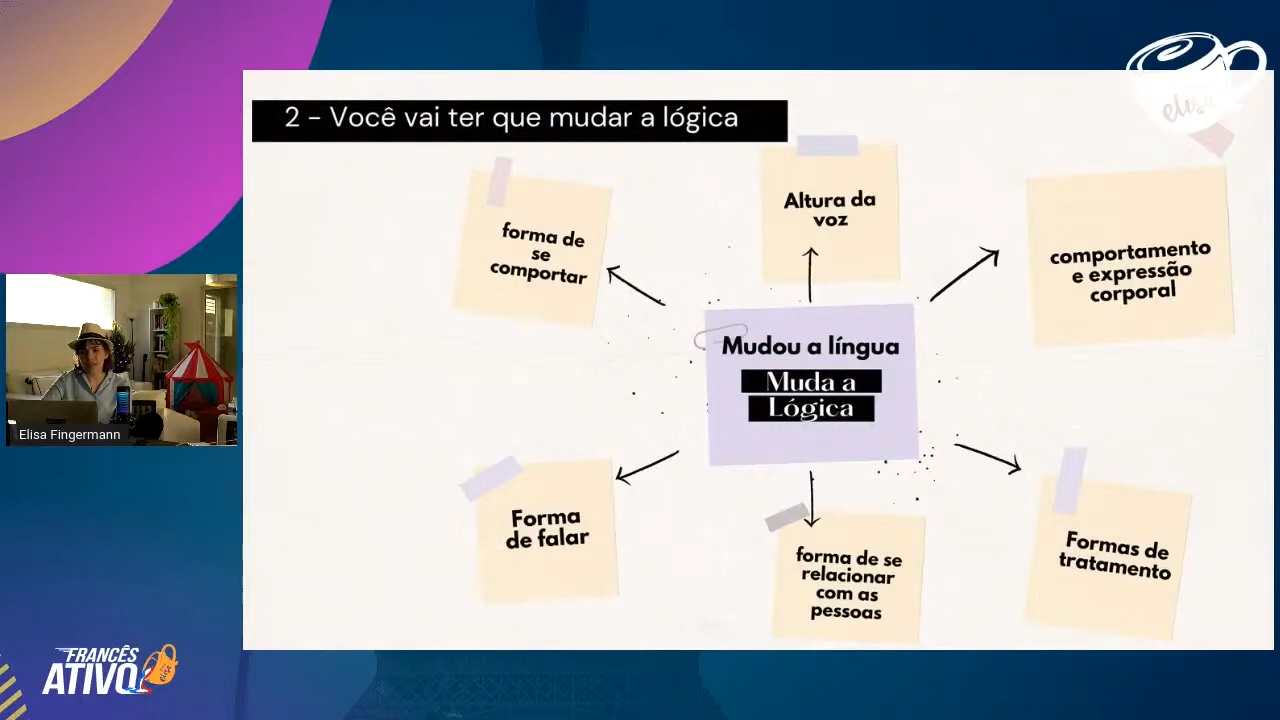 elisa
2 - Você vai ter que mudar a lógica
forma de
se
comportar
Altura da
voz
comportamento
e expressão
corporal
Mudou a língua
Muda a
Lógica
Forma
de falar
forma de se
relacionar
com as
pessoas
Formas de
tratamento
Elisa Fingermann
FRANCÊS
ATIVO